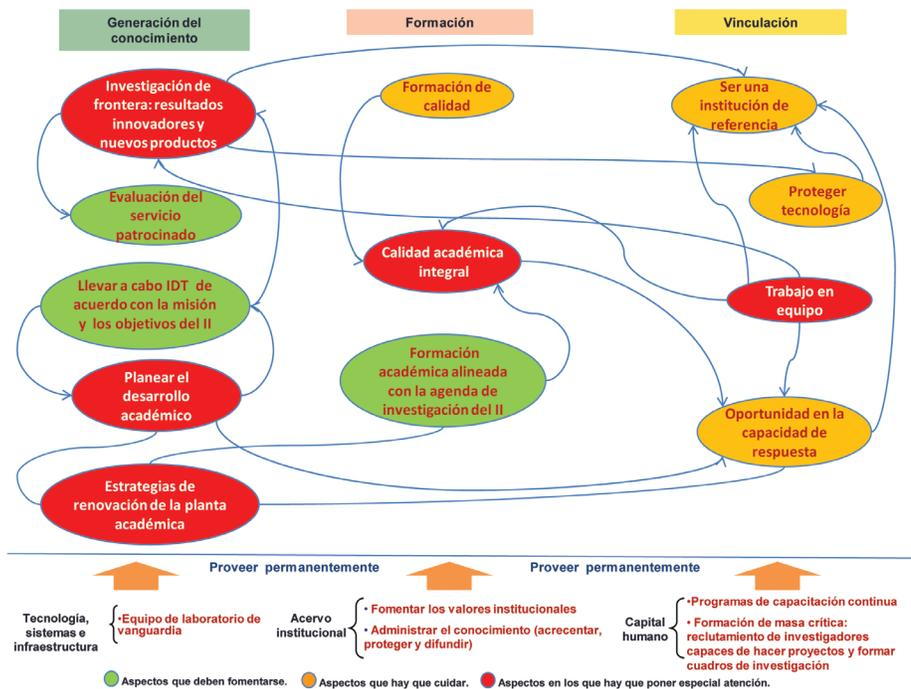 Generación del
conocimiento
Formación
Vinculación
Investigación de
frontera: resultados
innovadores y
nuevos productos
Formación de
calidad
Ser una
institución de
referencia
Evaluación del
servicio
patrocinado
Proteger
tecnología
Calidad académica
integral
Llevar a cabo IDT de
acuerdo con la misión
y los objetivos del II
Trabajo en
equipo
Planear el
desarrollo
académico
Formación
académica alineada
con la agenda de
investigación del II
Oportunidad en la
capacidad de
respuesta
Estrategias de
renovación de la planta
académica
Proveer permanentemente
Proveer permanentemente
Tecnología,
sistemas e
infraestructura
•Equipo de laboratorio de
vanguardia
Acervo
institucional
• Fomentar los valores institucionales
• Administrar el conocimiento (acrecentar,
proteger y difundir)
Capital
humano
•Programas de capacitación continua
• Formación de masa crítica:
reclutamiento de investigadores
capaces de hacer proyectos y formar
cuadros de investigación
Aspectos que deben fomentarse.
Aspectos que hay que cuidar.
Aspectos en los que hay que poner especial atención.